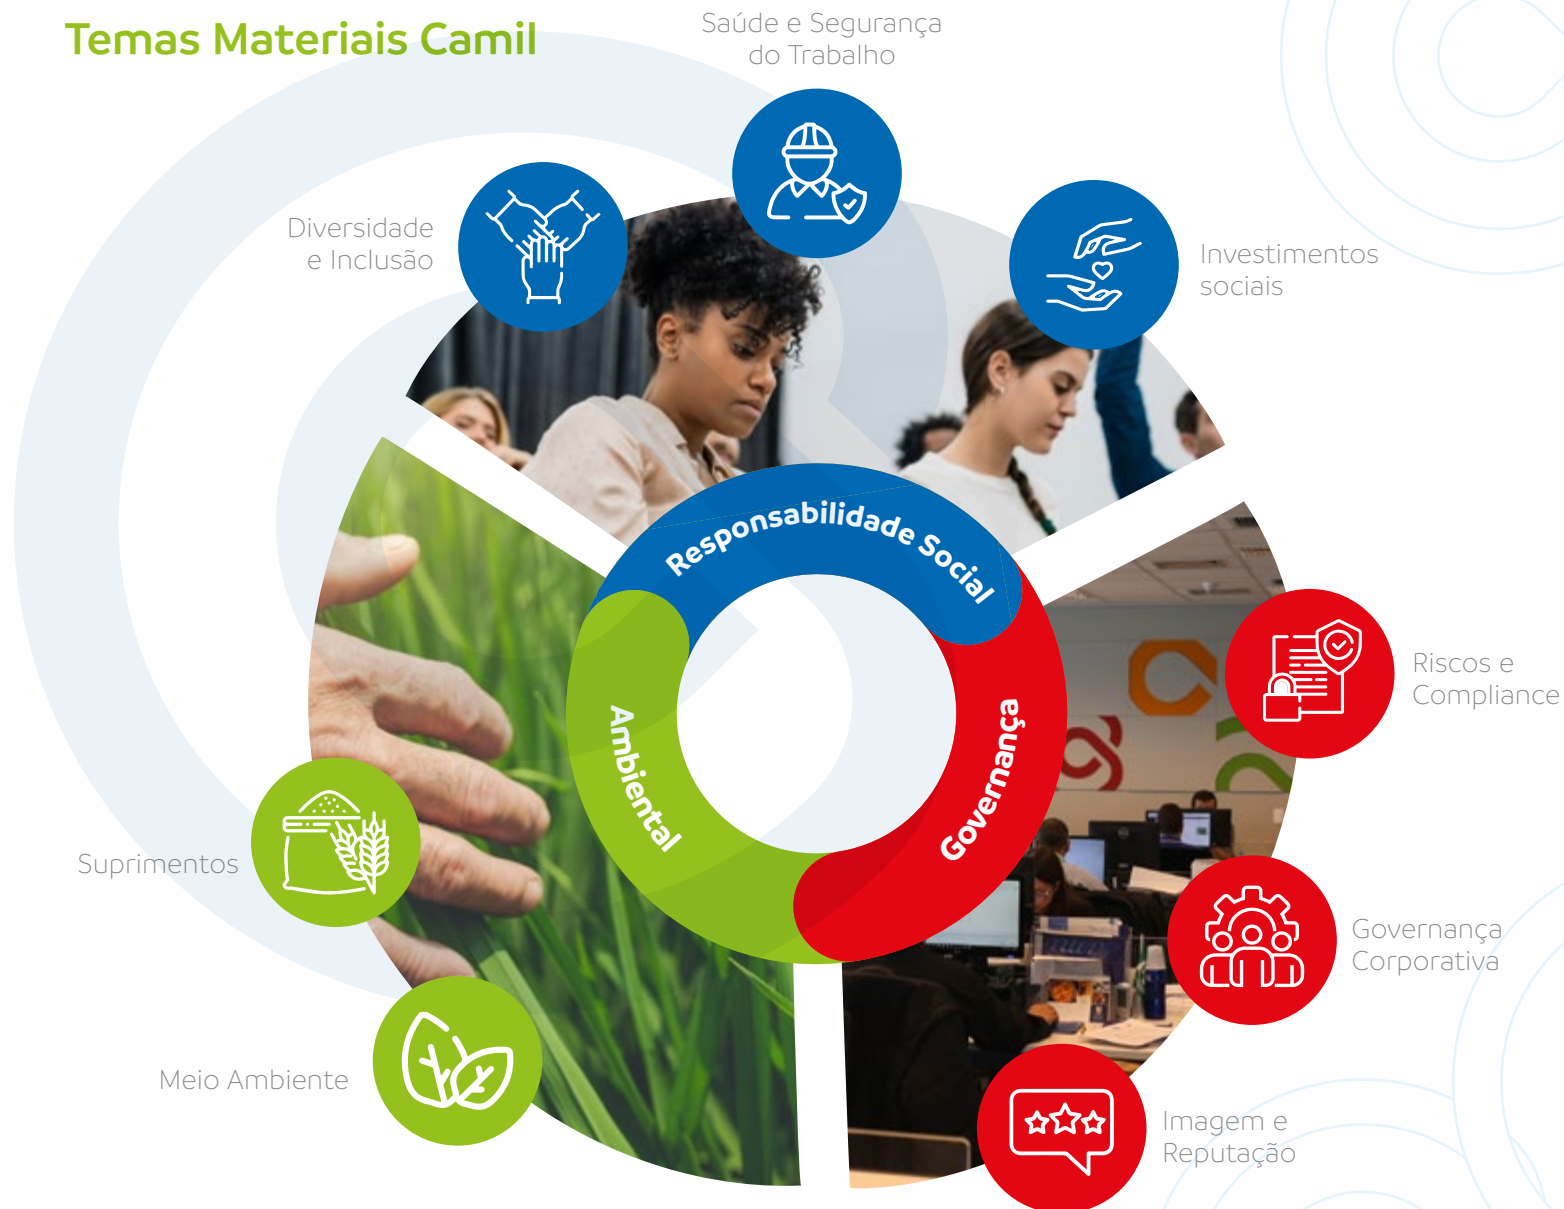 Temas Materiais Camil
Saúde e Segurança
do Trabalho
Diversidade
e Inclusão
Investimentos
sociais
Responsabilidade Social
Riscos e
Compliance
Ambiental
Governança
Suprimentos
Governança
Corporativa
Meio Ambiente
Imagem e
Reputação